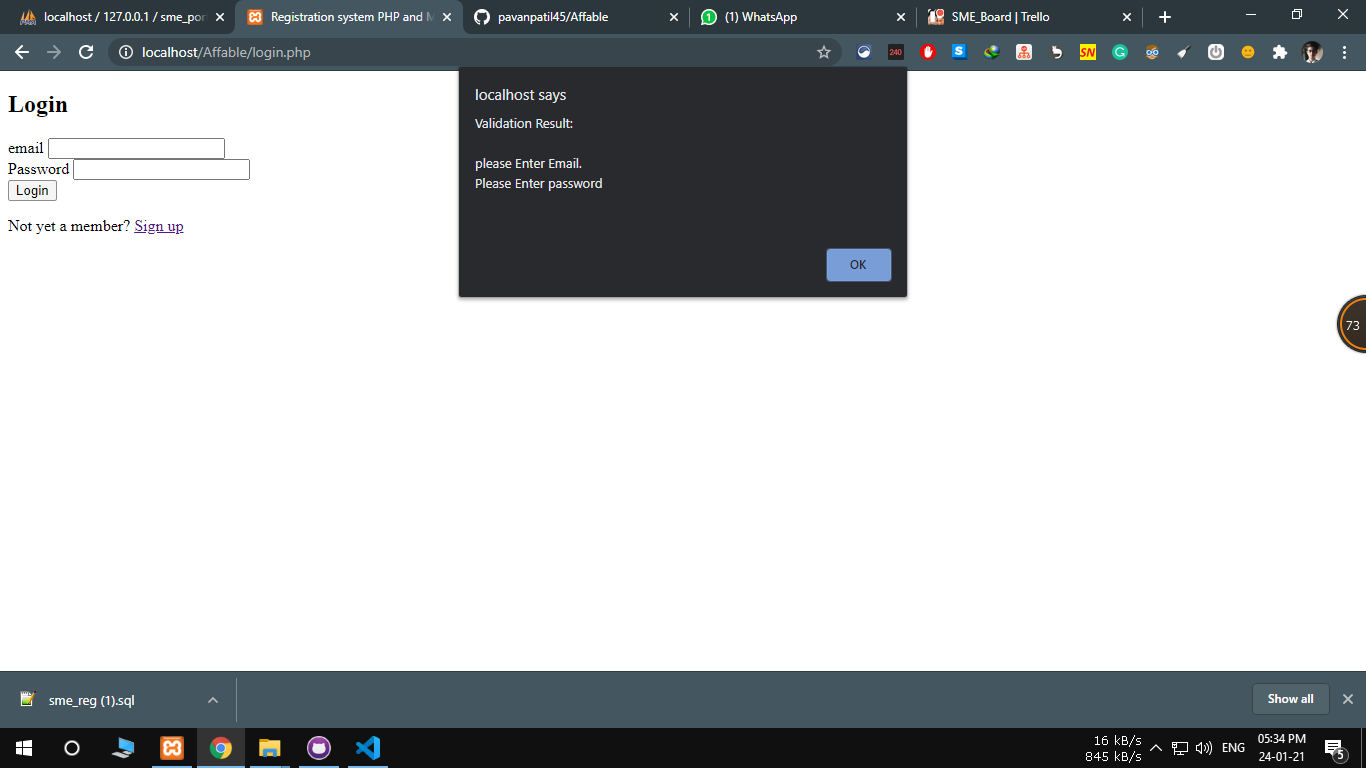 localhost / 127.0.0.1 / sme_por
Registration system PHP and M
pavanpatil45/Affable
(1) WhatsApp
SME_Board | Trello
localhost/Affable/login.php
240
SN
Login
email
Password
Login
Not yet a member? Sign up
localhost says
Validation Result:
please Enter Email.
Please Enter password
OK
73
sme_reg (1).sql
Show all
16 kB/s
845 kB/s
ENG
05:34 PM
24-01-21
5